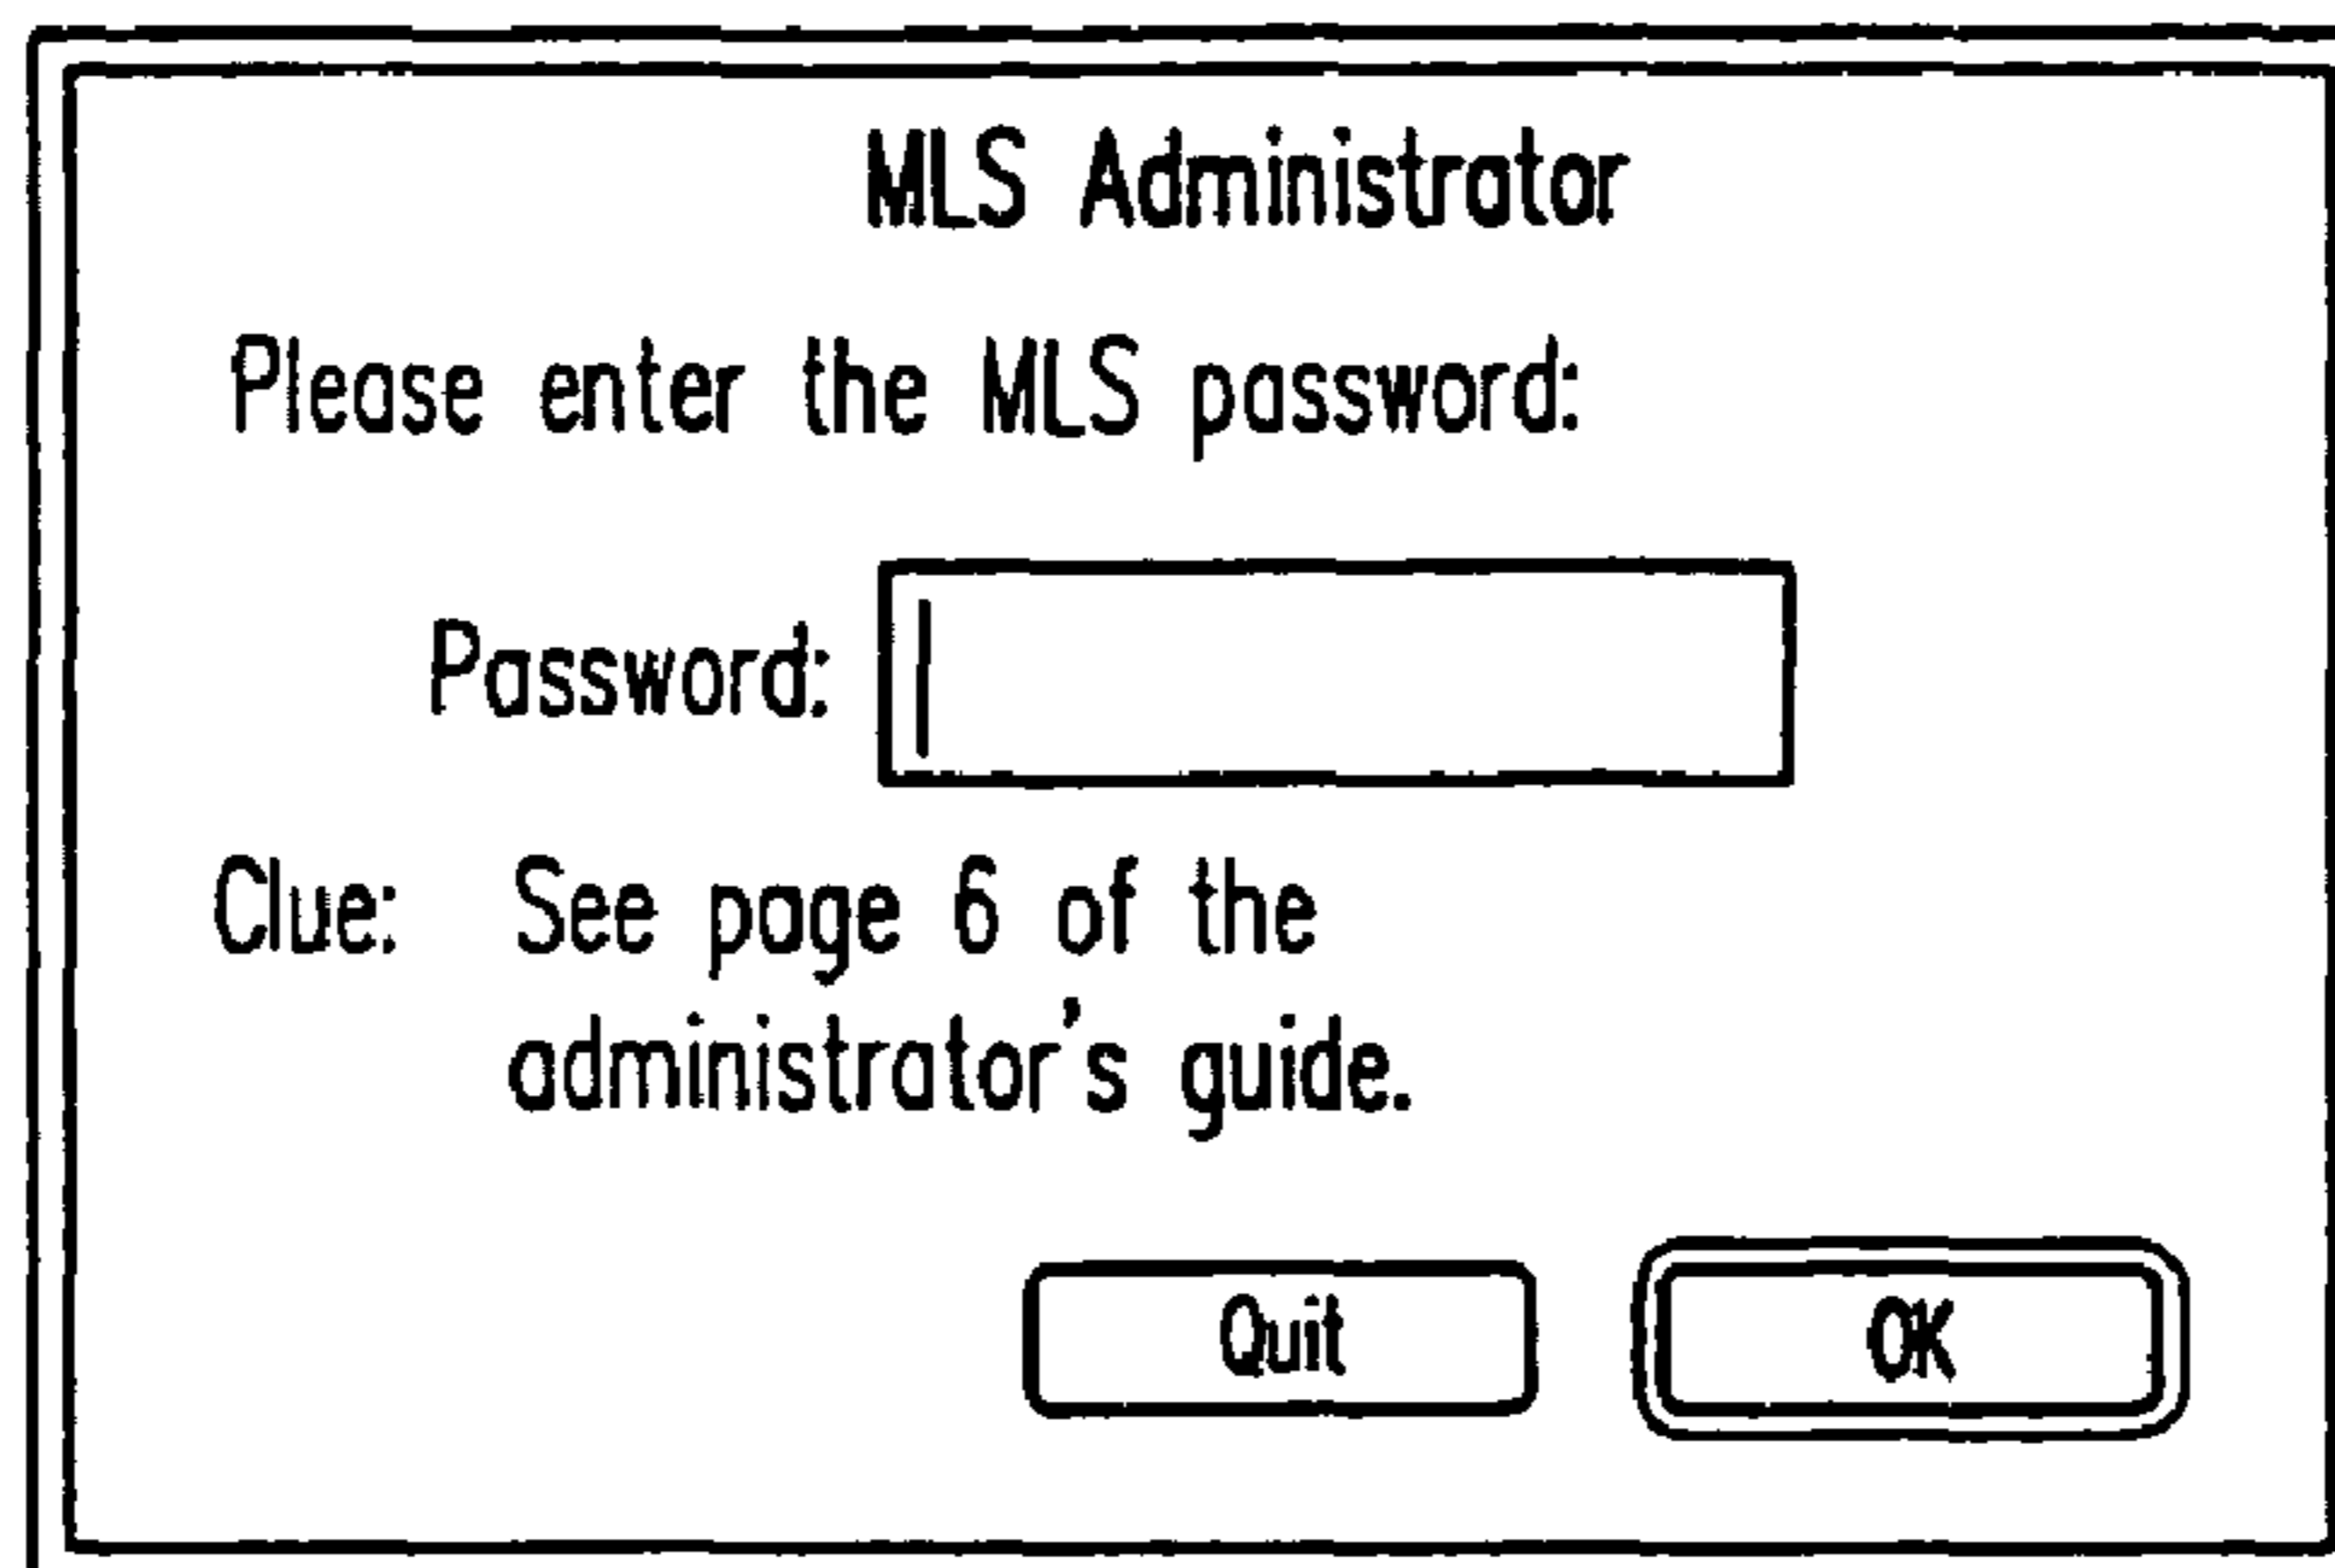 MLS Administrator
Please enter the MLS password:
Password:
Clue: See page 6 of the
administrator's guide.
Quit OK